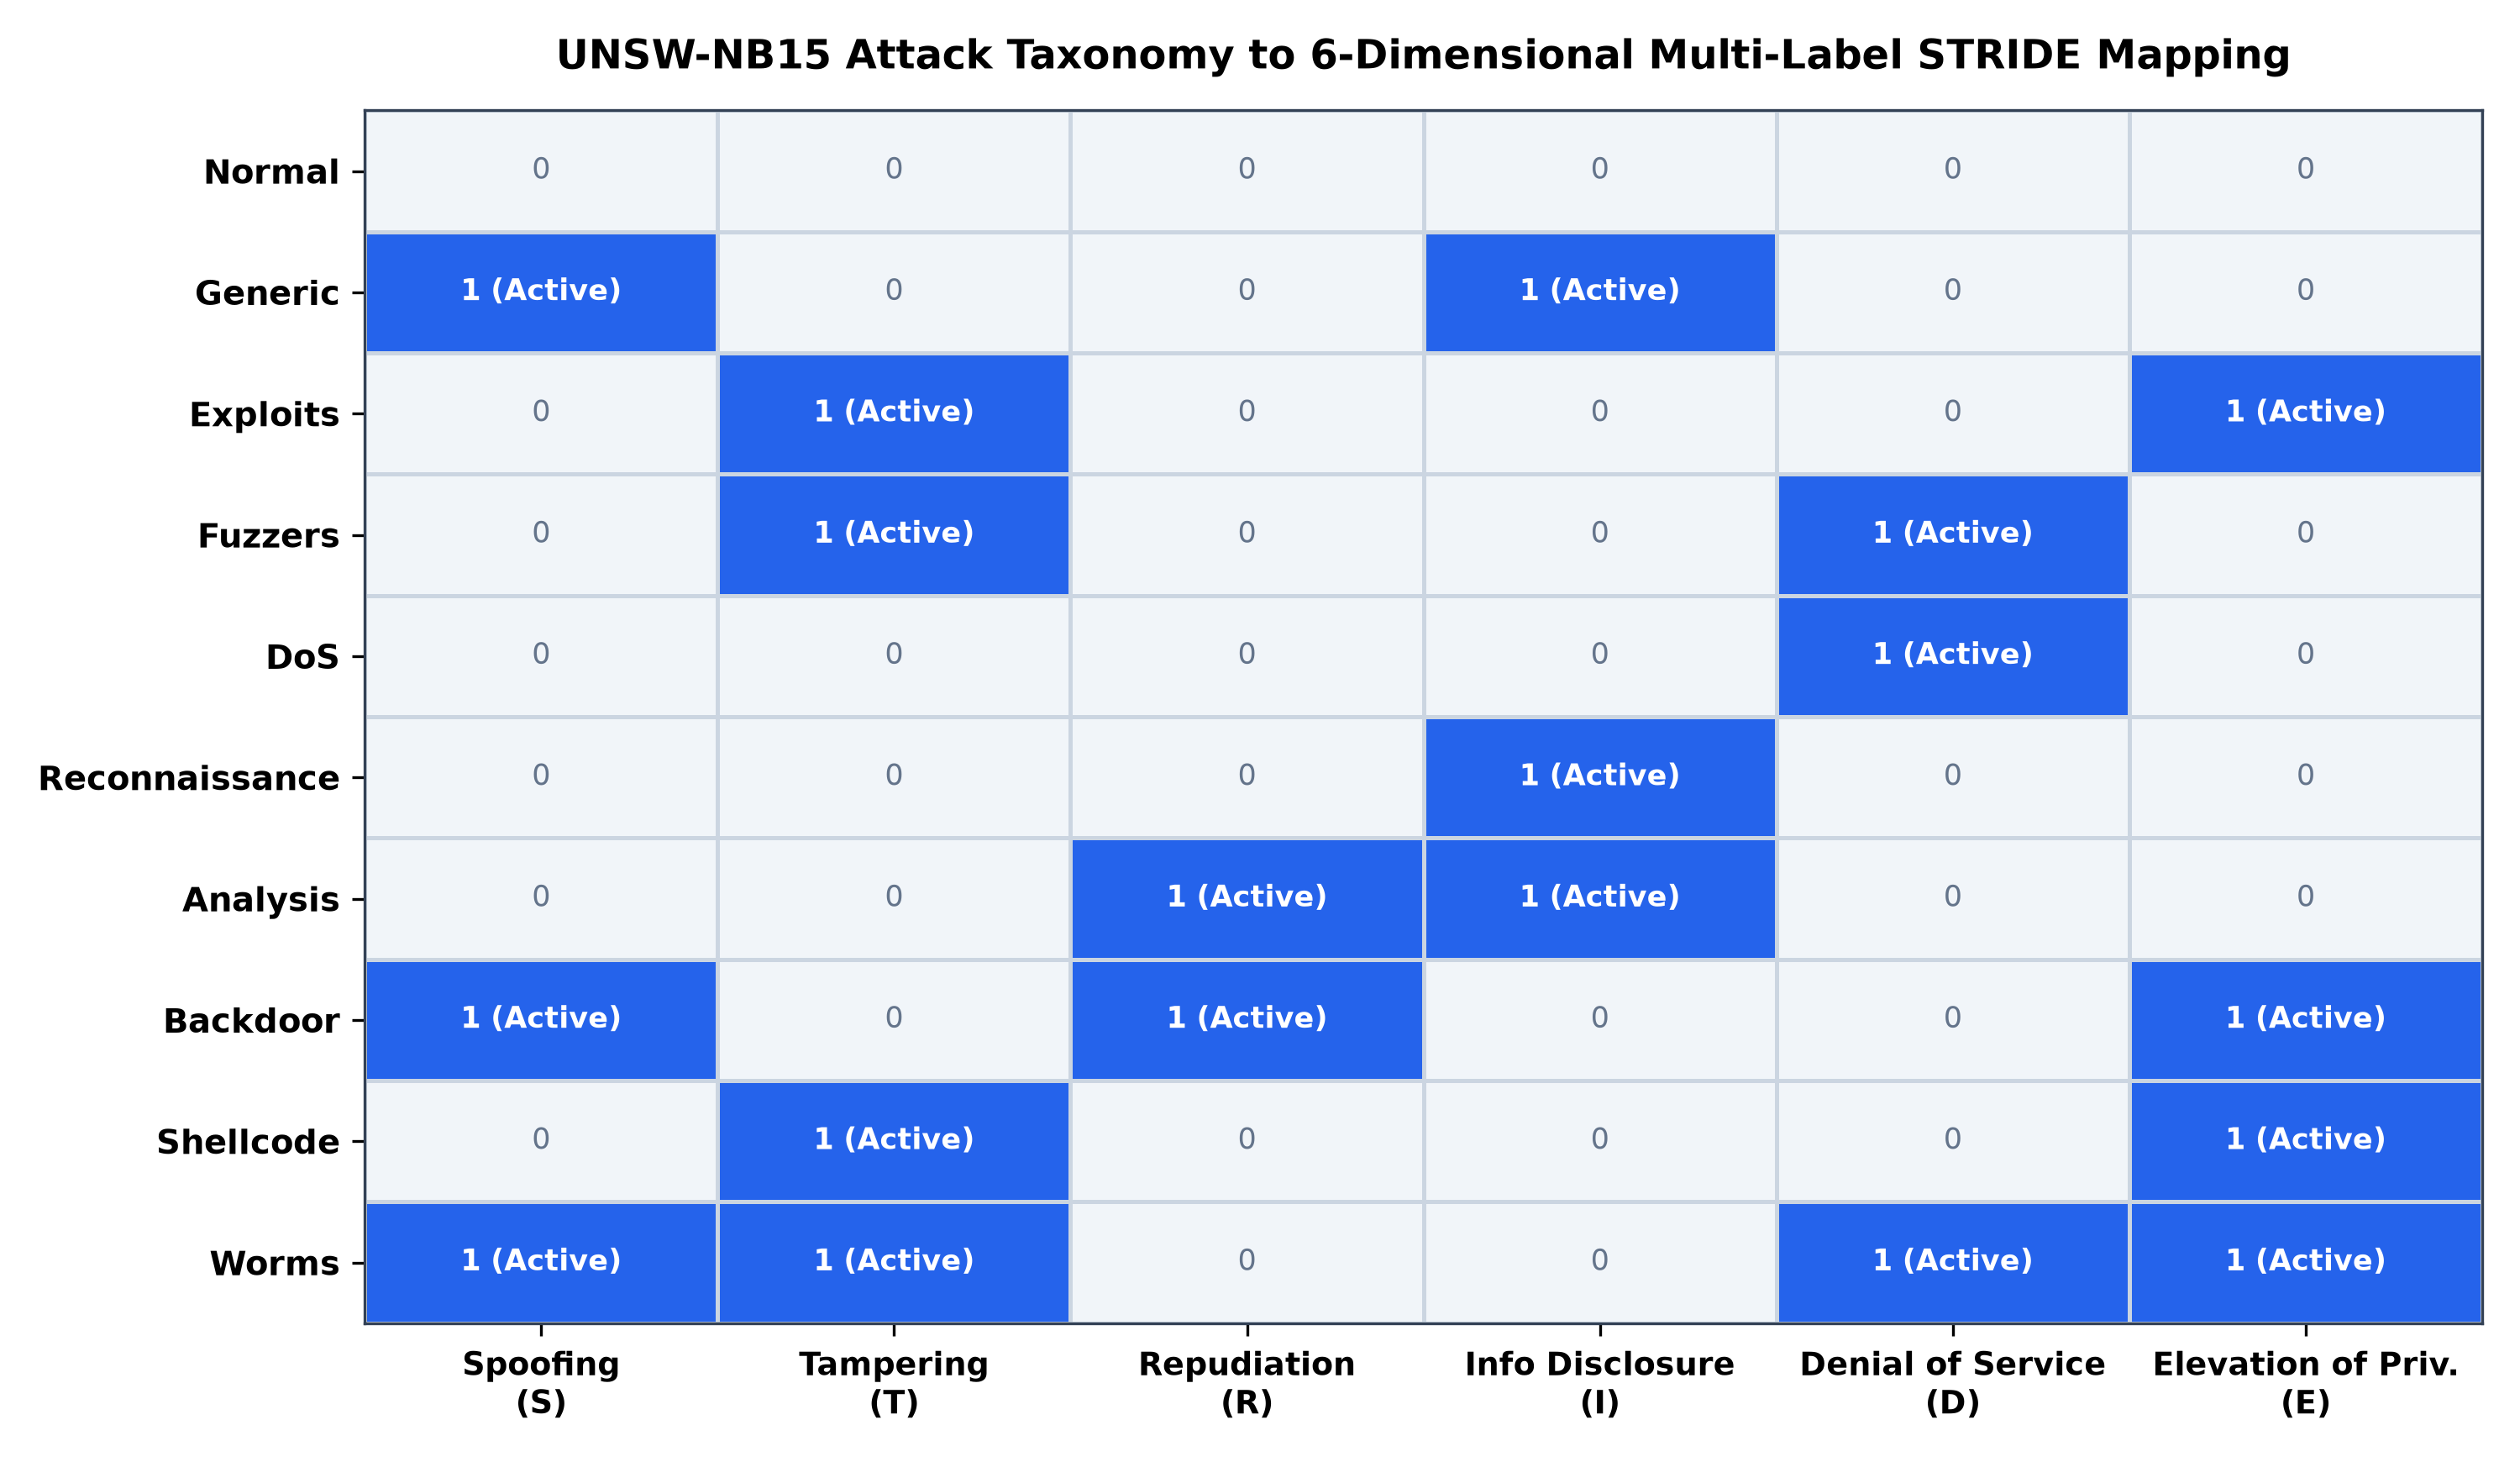 UNSW-NB15 Attack Taxonomy to 6-Dimensional Multi-Label STRIDE Mapping
Normal 0 0 0 0 0 0
Generic 1 (Active) 0 0 1 (Active) 0 0
Exploits 0 1 (Active) 0 0 0 1 (Active)
Fuzzers 0 1 (Active) 0 0 1 (Active) 0
DoS 0 0 0 0 1 (Active) 0
Reconnaissance 0 0 0 1 (Active) 0 0
Analysis 0 0 1 (Active) 1 (Active) 0 0
Backdoor 1 (Active) 0 1 (Active) 0 0 1 (Active)
Shellcode 0 1 (Active) 0 0 0 1 (Active)
Worms 1 (Active) 1 (Active) 0 0 1 (Active) 1 (Active)
Spoofing Tampering Repudiation Info Disclosure Denial of Service Elevation of Priv.
(S) (T) (R) (I) (D) (E)